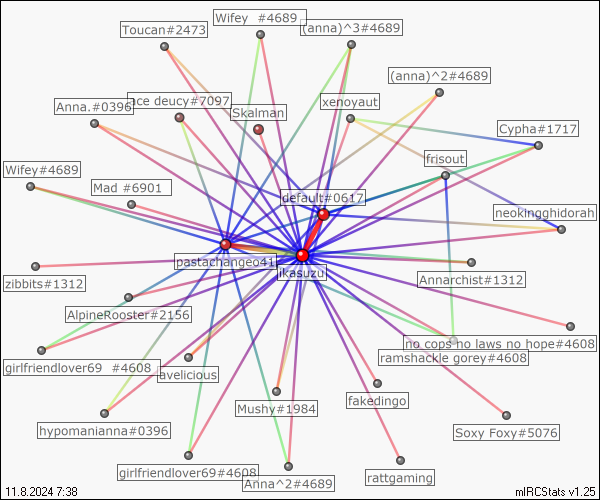 Wifey  #4689
Toucan#2473
(anna)^3#4689
(anna)^2#4689
ace deucy#7097
xenoyaut
Anna.#0396
Skalman
Cypha#1717
frisout
Wifey#4689
Mad #6901
default#0617
neokingghidorah
pastazhangeo41
ikasuzu
zibbits#1312
Annarchist#1312
AlpineRooster#2156
no cops no laws no hope#4608
ramshackle gorey#4608
girlfriendlover69  #4608
avelicious
fakedingo
Mushy#1984
hypomanianna#0396
Soxy Foxy#5076
girlfriendlover69#4608
Anna^2#4689
rattgaming
11.8.2024 7:38
mIRCStats v1.25